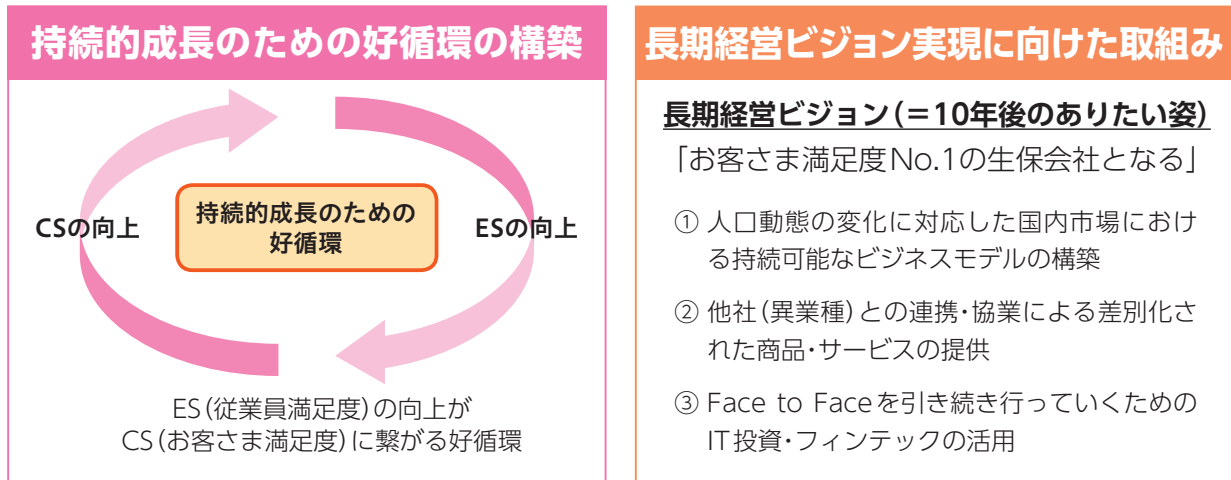 持続的成長のための好循環の構築
CSの向上
持続的成長のための
好循環
ESの向上
ES(従業員満足度)の向上が
CS(お客さま満足度)に繋がる好循環
長期経営ビジョン実現に向けた取組み
長期経営ビジョン(=10年後のありたい姿)
「お客さま満足度No.1の生保会社となる」
① 人口動態の変化に対応した国内市場におけ
る持続可能なビジネスモデルの構築
② 他社(異業種)との連携・協業による差別化さ
れた商品・サービスの提供
③ Face to Faceを引き続き行っていくための
IT投資・フィンテックの活用